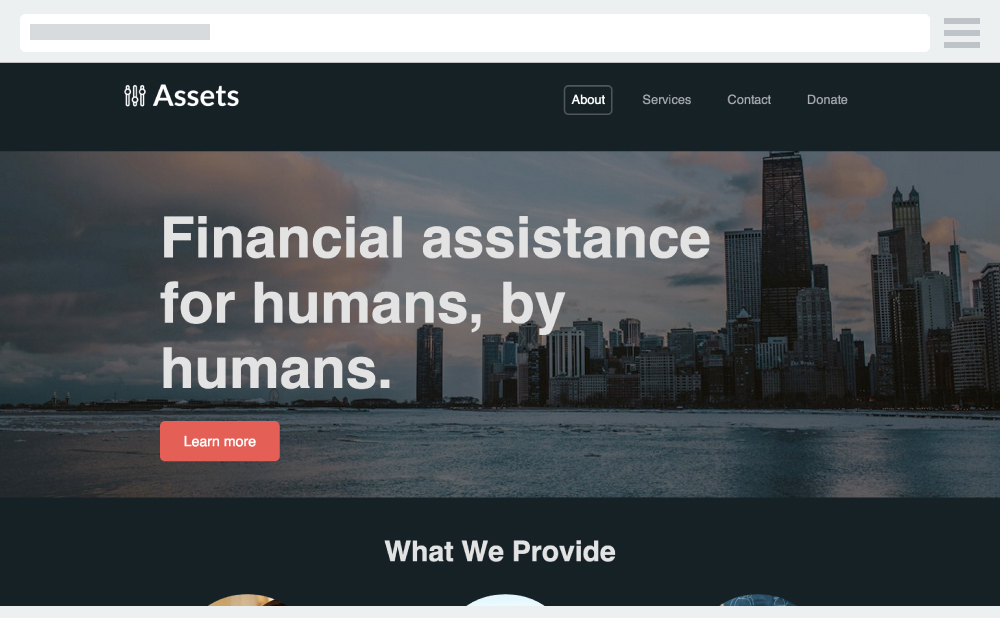 Assets
About
Services
Contact
Donate
Financial assistance
for humans, by
humans.
Learn more
What We Provide